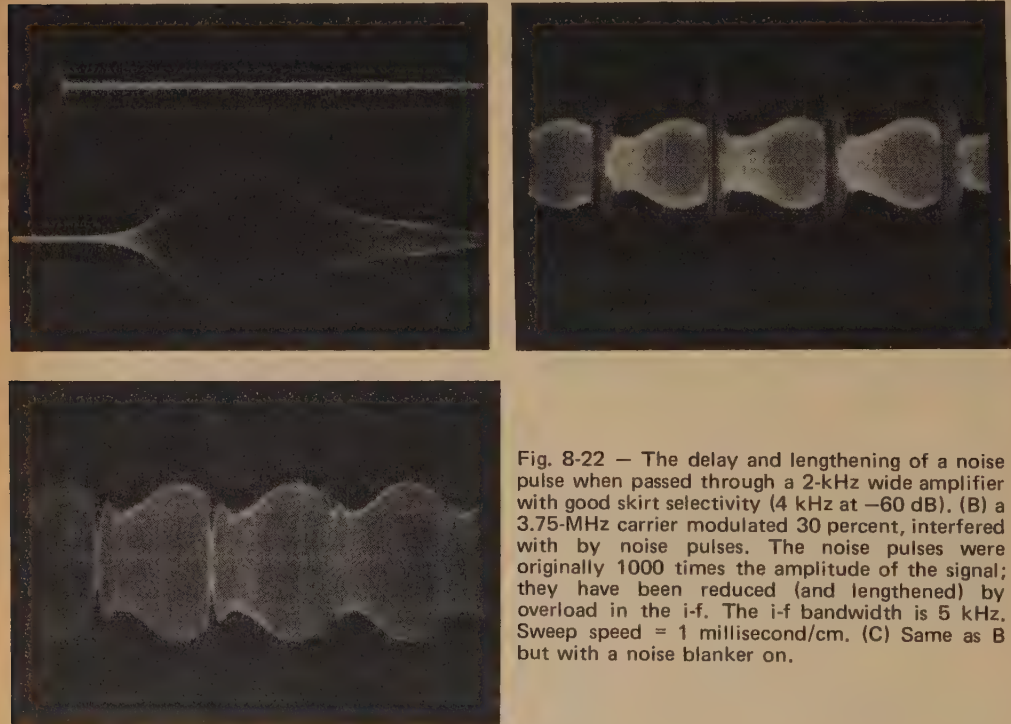 Fig. 8-22 — The delay and lengthening of a noise
pulse when passed through a 2-kHz wide amplifier
with good skirt selectivity (4 kHz at —60 dB). (B) a
3.75-MHz carrier modulated 30 percent, interfered
with by noise pulses. The noise pulses were
originally 1000 times the amplitude of the signal;
they have been reduced (and lengthened) by
overload in the i-f. The i-f bandwidth is 5 kHz.
Sweep speed = 1 millisecond/cm. (C) Same as B
but with a noise blanker on.